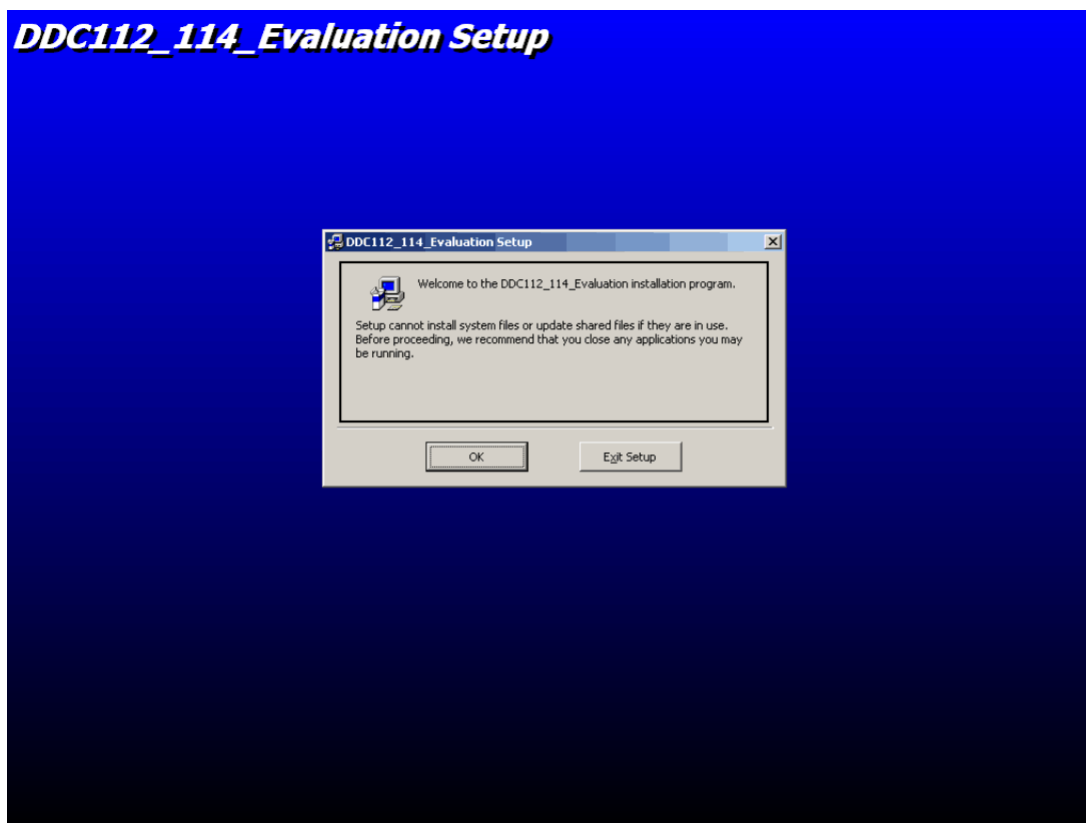 DDC112_114_Evaluation Setup
DDC112_114_Evaluation Setup
Welcome to the DDC112_114_Evaluation installation program.
Setup cannot install system files or update shared files if they are in use.
Before proceeding, we recommend that you close any applications you may
be running.
OK
Exit Setup